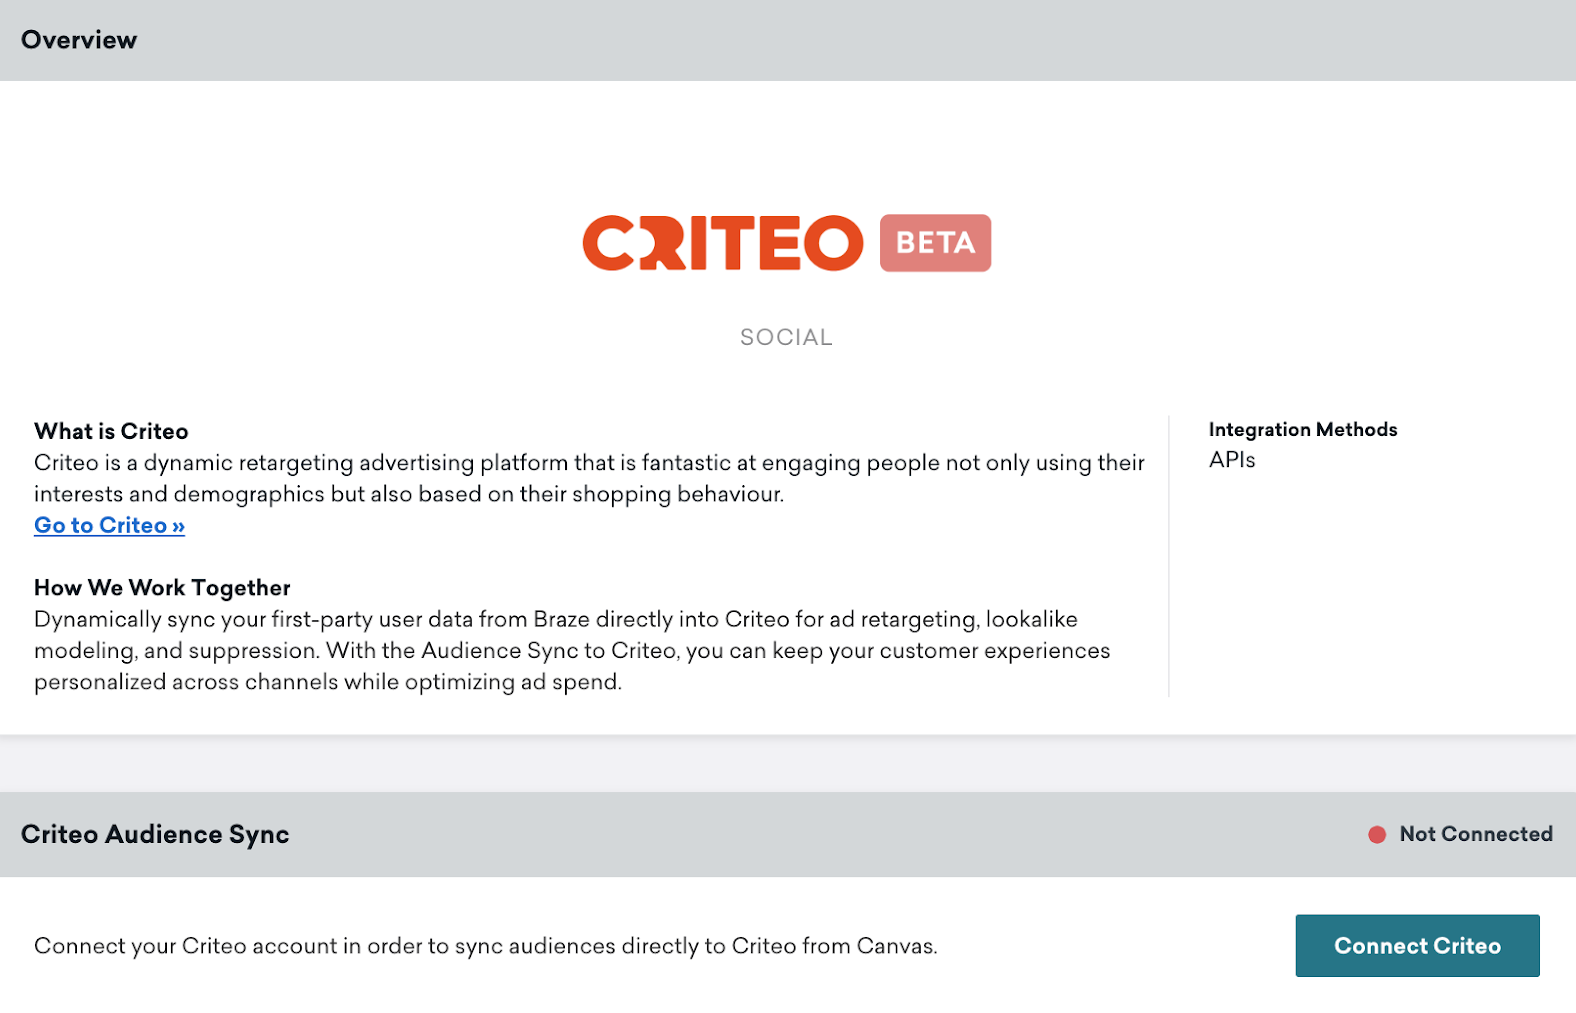 Overview
CRITEO BETA
SOCIAL
What is Criteo
Criteo is a dynamic retargeting advertising platform that is fantastic at engaging people not only using their
interests and demographics but also based on their shopping behaviour.
Go to Criteo »
How We Work Together
Dynamically sync your first-party user data from Braze directly into Criteo for ad retargeting, lookalike
modeling, and suppression. With the Audience Sync to Criteo, you can keep your customer experiences
personalized across channels while optimizing ad spend.
Integration Methods
APIs
Criteo Audience Sync
Not Connected
Connect your Criteo account in order to sync audiences directly to Criteo from Canvas.
Connect Criteo